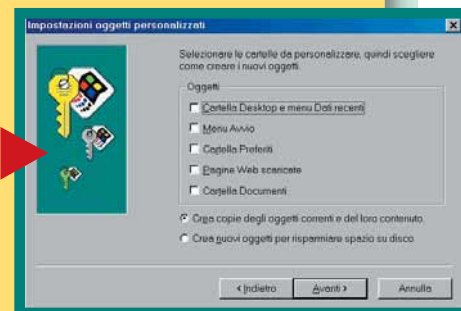 Impostazioni oggetti personalizzati
Selezionare le cartelle da personalizzare, quindi scegliere
come creare i nuovi oggetti.
Oggetti
Cartella Desktop e menu Dati recenti
Menu Avvio
Cartella Preferiti
Pagine Web scaricate
Cartella Documenti
Crea copie degli oggetti correnti e del loro contenuto.
Crea nuovi oggetti per risparmiare spazio su disco
< Indietro
Avanti >
Annulla